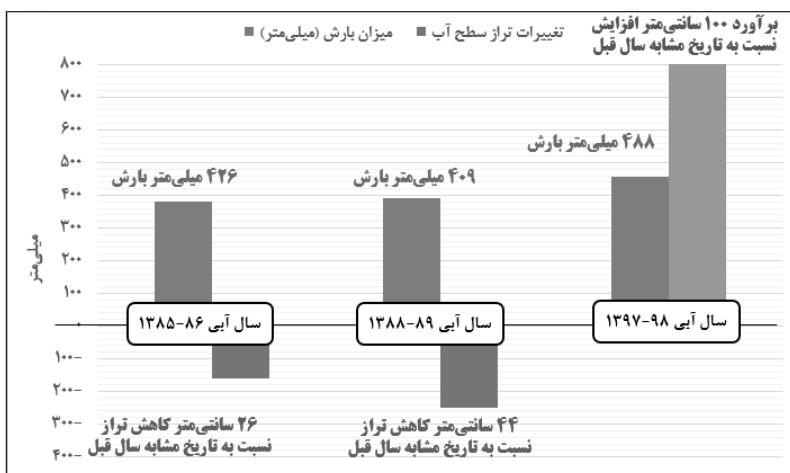 برآورد ۱۰۰ سانتی‌متر افزایش
نسبت به تاریخ مشابه سال قبل
تغییرات تراز سطح آب
میزان بارش (میلی‌متر)
۸۰۰
۷۰۰
۶۰۰
۵۰۰
۴۰۰
۳۰۰
۲۰۰
۱۰۰
۰
۱۰۰-
۲۰۰-
۳۰۰-
۴۰۰-
میلی‌متر
۴۲۶ میلی‌متر بارش
۴۰۹ میلی‌متر بارش
۴۸۸ میلی‌متر بارش
سال آبی ۸۶-۱۳۸۵
سال آبی ۸۹-۱۳۸۸
سال آبی ۹۸-۱۳۹۷
۲۶ سانتی‌متر کاهش تراز
نسبت به تاریخ مشابه سال قبل
۴۴ سانتی‌متر کاهش تراز
نسبت به تاریخ مشابه سال قبل